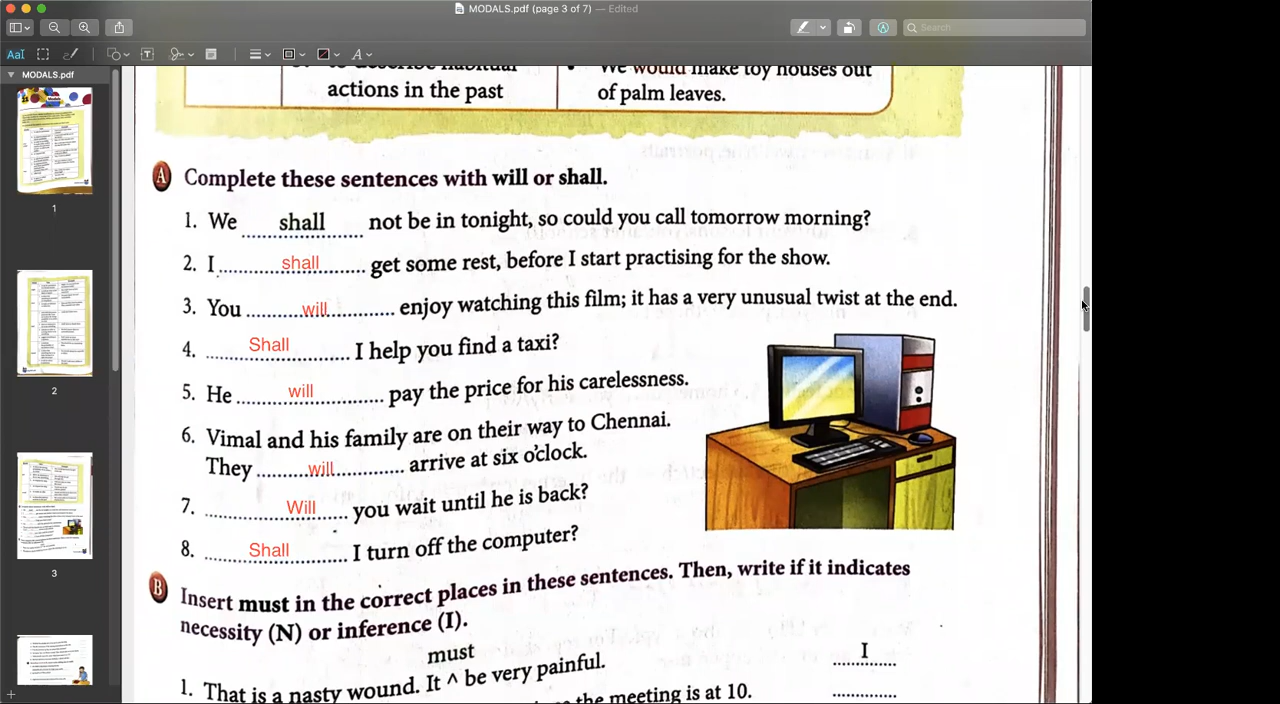 MODALS.pdf (page 3 of 7) — Edited
Search
AaI
A
MODALS.pdf
1
2
3
to describe habitual
actions in the past
We would make toy houses out
of palm leaves.
A Complete these sentences with will or shall.
1. We shall not be in tonight, so could you call tomorrow morning?
2. I shall get some rest, before I start practising for the show.
3. You will enjoy watching this film; it has a very unusual twist at the end.
4. Shall I help you find a taxi?
5. He will pay the price for his carelessness.
6. Vimal and his family are on their way to Chennai.
They will arrive at six o'clock.
7. Will you wait until he is back?
8. Shall I turn off the computer?
B Insert must in the correct places in these sentences. Then, write if it indicates
necessity (N) or inference (I).
must
1. That is a nasty wound. It ^ be very painful. I
the meeting is at 10.